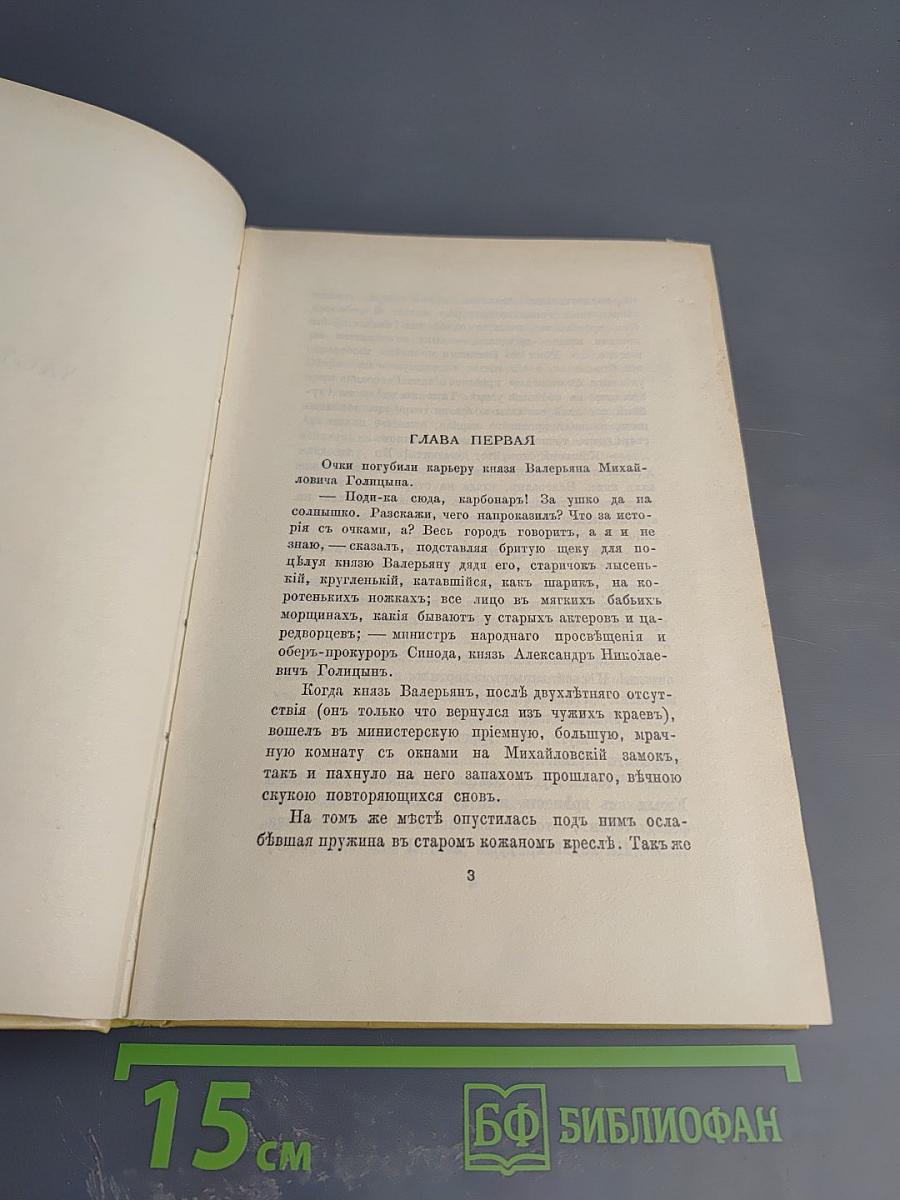 ГЛАВА ПЕРВАЯ
Очки погубили карьеру князя Валерьяна Михай-
ловича Голицына.
— Поди-ка сюда, карбонаръ! За ушко да на
солнышко. Разскажи, чего напроказилъ? Что за исто-
рія съ очками, а? Весь городъ говоритъ, а я и не
знаю, — сказалъ, подставляя бритую щеку для по-
цѣлуя князю Валерьяну дядя его, старичокъ лысень-
кій, кругленькій, катавшійся, какъ шарикъ, на ко-
ротенькихъ ножкахъ; все лицо въ мягкихъ бабьихъ
морщинахъ, какія бываютъ у старыхъ актеровъ и ца-
редворцевъ; — министръ народнаго просвѣщенія и
оберъ-прокуроръ Синода, князь Александръ Николае-
вичъ Голицынъ.
Когда князь Валерьянъ, послѣ двухлѣтняго отсут-
ствія (онъ только что вернулся изъ чужихъ краевъ),
вошелъ въ министерскую пріемную, большую, мрач-
ную комнату съ окнами на Михайловскій замокъ,
такъ и пахнуло на него запахомъ прошлаго, вѣчною
скукою повторяющихся сновъ.
На томъ же мѣстѣ опустилась подъ нимъ осла-
бѣвшая пружина въ старомъ кожаномъ креслѣ. Такъ же
3
15 см
БФ БИБЛИОФАН